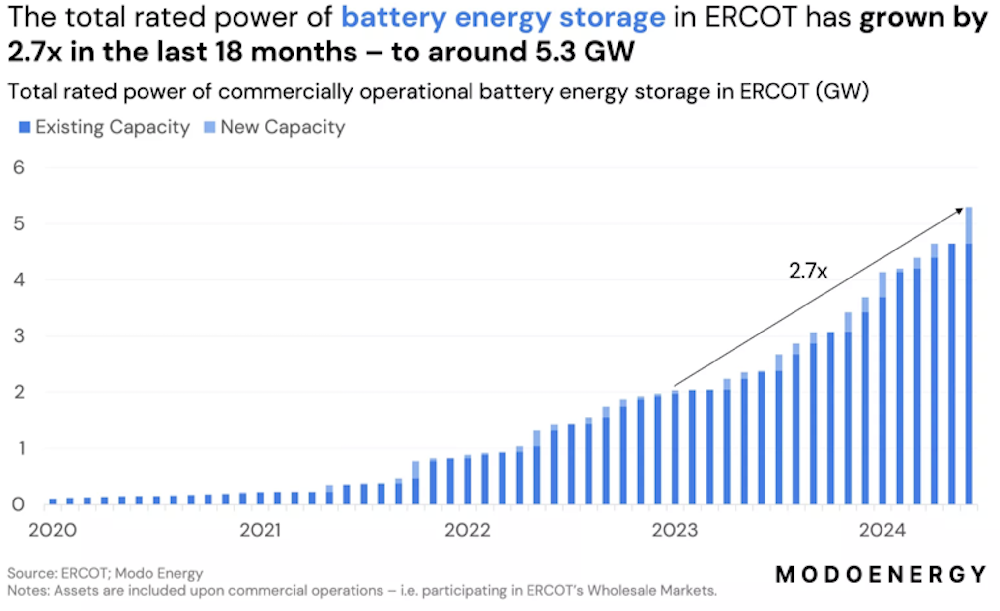 The total rated power of battery energy storage in ERCOT has grown by
2.7x in the last 18 months – to around 5.3 GW
Total rated power of commercially operational battery energy storage in ERCOT (GW)
Existing Capacity New Capacity
6
5
4
3
2
1
0
2.7x
2020 2021 2022 2023 2024
Source: ERCOT; Modo Energy
Notes: Assets are included upon commercial operations – i.e. participating in ERCOT's Wholesale Markets.
MODOENERGY